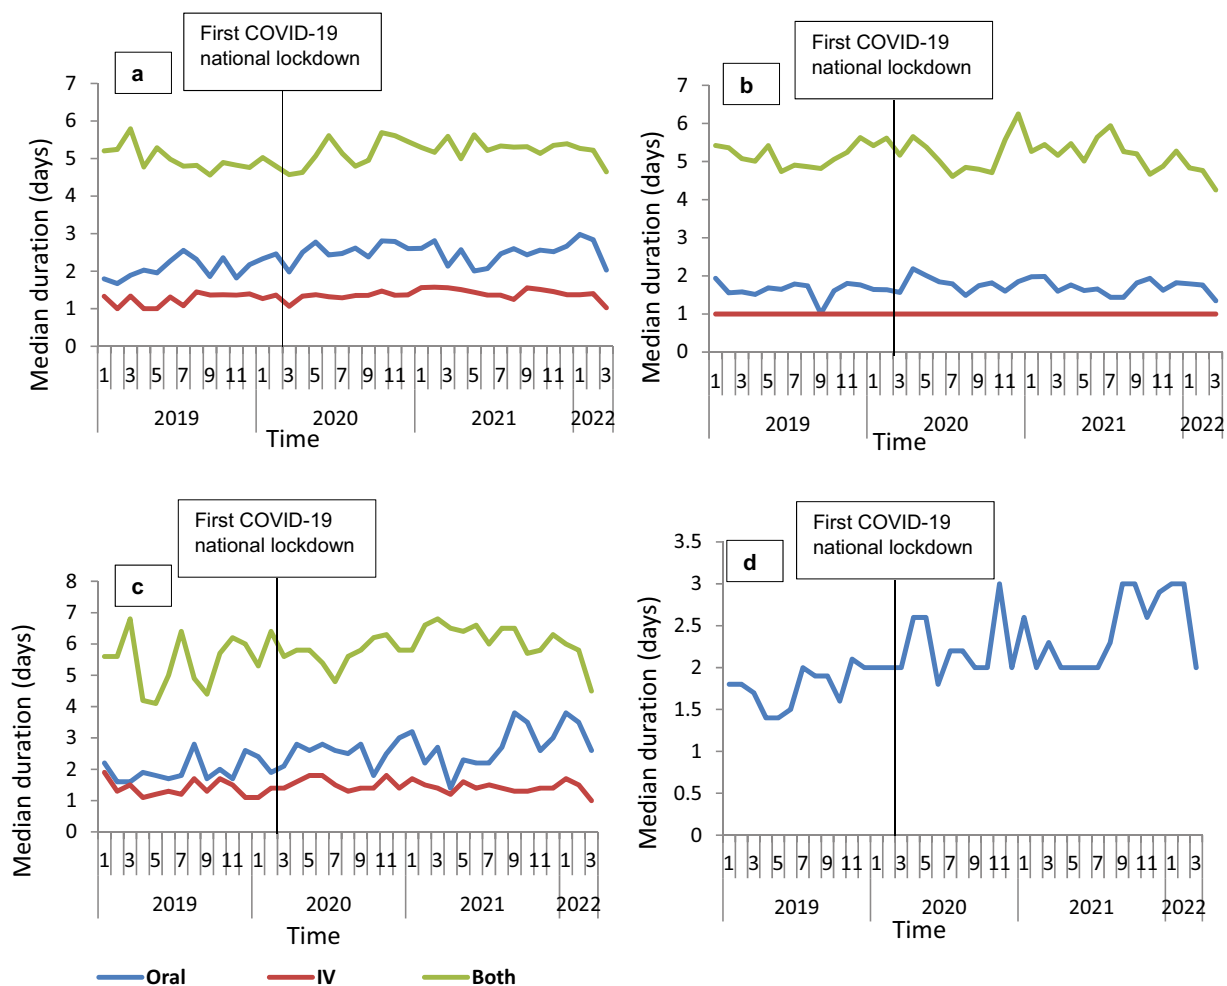 First COVID-19
national lockdown
a
7
6
5
4
3
2
1
0
Median duration (days)
1 3 5 7 9 11 1 3 5 7 9 11 1 3 5 7 9 11 1 3
2019 2020 2021 2022
Time
First COVID-19
national lockdown
b
7
6
5
4
3
2
1
0
Median duration (days)
1 3 5 7 9 11 1 3 5 7 9 11 1 3 5 7 9 11 1 3
2019 2020 2021 2022
Time
First COVID-19
national lockdown
c
8
7
6
5
4
3
2
1
0
Median duration (days)
1 3 5 7 9 11 1 3 5 7 9 11 1 3 5 7 9 11 1 3
2019 2020 2021 2022
Time
First COVID-19
national lockdown
d
3.5
3
2.5
2
1.5
1
0.5
0
Median duration (days)
1 3 5 7 9 11 1 3 5 7 9 11 1 3 5 7 9 11 1 3
2019 2020 2021 2022
Time
Oral IV Both